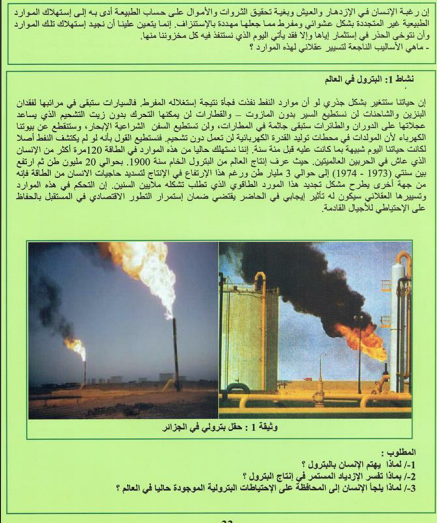 إن رغبة الإنسان في الإزدهار والعيش وبغية تحقيق الثروات والأموال على حساب الطبيعة أدى به إلى إستهلاك الموارد
الطبيعية غير المتجددة بشكل عشوائي ومفرط مما جعلها مهددة بالإستنزاف. إنما يتعين علينا أن نجيد إستهلاك تلك الموارد
وأن نتوخى الحذر في إستثمار إياها وإلا فقد يأتي اليوم الذي نستنفذ فيه كل مخزوننا منها.
- ماهي الأساليب الناجعة لتسيير عقلاني لهذه الموارد ؟
نشاط 1: البترول في العالم
إن حياتنا ستتغير بشكل جذري لو أن موارد النفط نفذت فجأة نتيجة إستغلاله المفرط. فالسيارات ستبقى في مرائبها لفقدان
البنزين والشاحنات لن تستطيع السير بدون المازوت – والقطارات لن يمكنها التحرك بدون زيت التشحيم الذي يساعد
عجلاتها على الدوران والطائرات ستبقى جاثمة في المطارات، ولن تستطيع السفن الشراعية الإبحار، وستنقطع عن بيوتنا
الكهرباء لأن المولدات في محطات توليد القدرة الكهربائية لن تعمل دون تشحيم. فنستطيع القول بأنه لو لم يكتشف النفط أصلا
لكانت حياتنا اليوم شبيهة بما كانت عليه قبل مئة سنة. إننا نستهلك حاليا من هذه الموارد في الطاقة 120مرة أكثر من الإنسان
الذي عاش في الحربين العالميتين. حيث عرف إنتاج العالم من البترول الخام سنة 1900. بحوالي 20 مليون طن ثم ارتفع
بين سنتي (1973 - 1974) إلى حوالي 3 مليار طن ورغم هذا الإرتفاع في الإنتاج لتسديد حاجيات الانسان من الطاقة فإنه
من جهة أخرى يطرح مشكل تجديد هذا المورد الطاقوي الذي تطلب تشكله ملايين السنين. إن التحكم في هذه الموارد
وتسييرها العقلاني سيكون له تأثير إيجابي في الحاضر يقتضي ضمان إستمرار التطور الاقتصادي في المستقبل بالحفاظ
على الإحتياطي للأجيال القادمة.
وثيقة 1 : حقل بترولي في الجزائر
المطلوب :
1-/ لماذا يهتم الإنسان بالبترول ؟
2-/ بماذا تفسر الإزدياد المستمر في إنتاج البترول ؟
3-/ لماذا يلجأ الإنسان إلى المحافظة على الإحتياطات البترولية الموجودة حاليا في العالم ؟